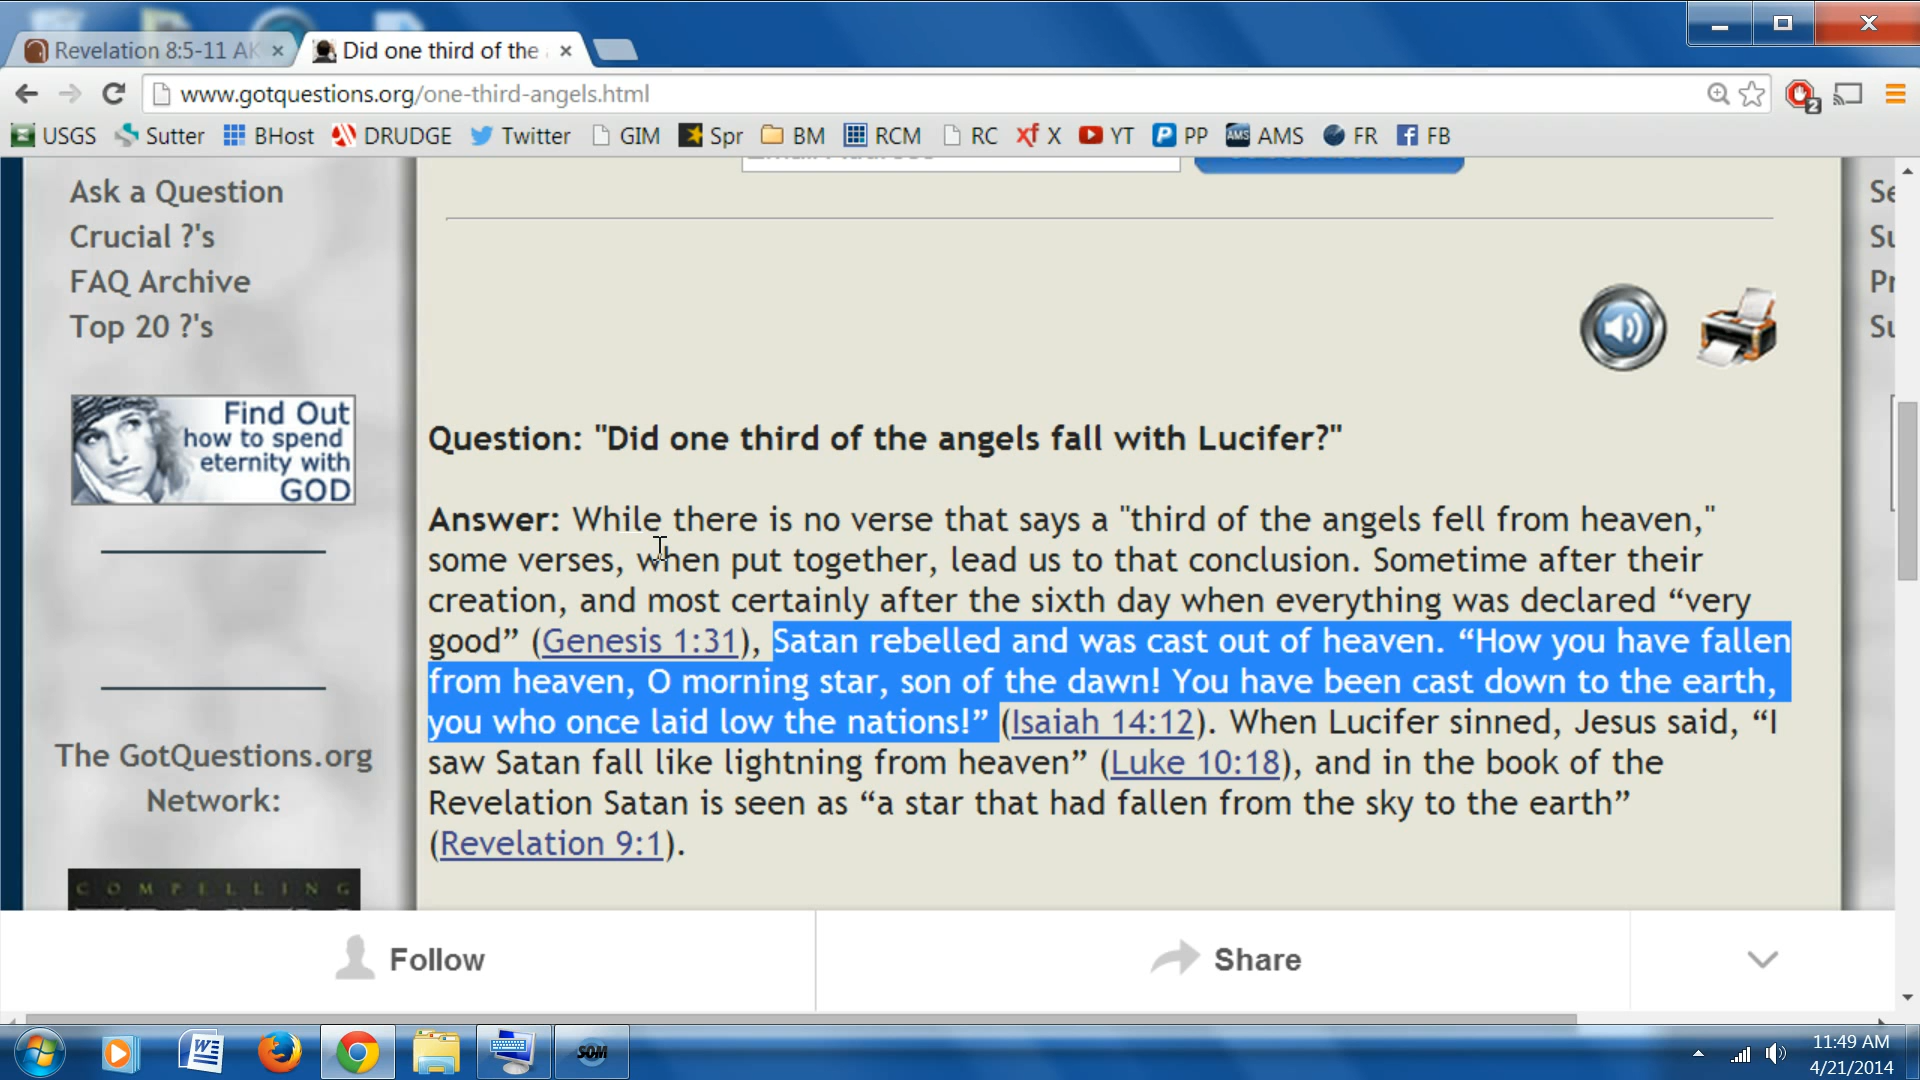 Revelation 8:5-11 AK
Did one third of the
www.gotquestions.org/one-third-angels.html
2
USGS Sutter BHost DRUDGE Twitter GIM Spr BM RCM RC X YT PP AMS FR FB
Ask a Question
Crucial ?'s
FAQ Archive
Top 20 ?'s
Find Out
how to spend
eternity with
GOD
The GotQuestions.org
Network:
COMPELLING
Question: "Did one third of the angels fall with Lucifer?"
Answer: While there is no verse that says a "third of the angels fell from heaven,"
some verses, when put together, lead us to that conclusion. Sometime after their
creation, and most certainly after the sixth day when everything was declared “very
good” (Genesis 1:31), Satan rebelled and was cast out of heaven. “How you have fallen
from heaven, O morning star, son of the dawn! You have been cast down to the earth,
you who once laid low the nations!” (Isaiah 14:12). When Lucifer sinned, Jesus said, “I
saw Satan fall like lightning from heaven” (Luke 10:18), and in the book of the
Revelation Satan is seen as “a star that had fallen from the sky to the earth”
(Revelation 9:1).
Se
Su
Pr
Su
Follow
Share
SOM
11:49 AM
4/21/2014